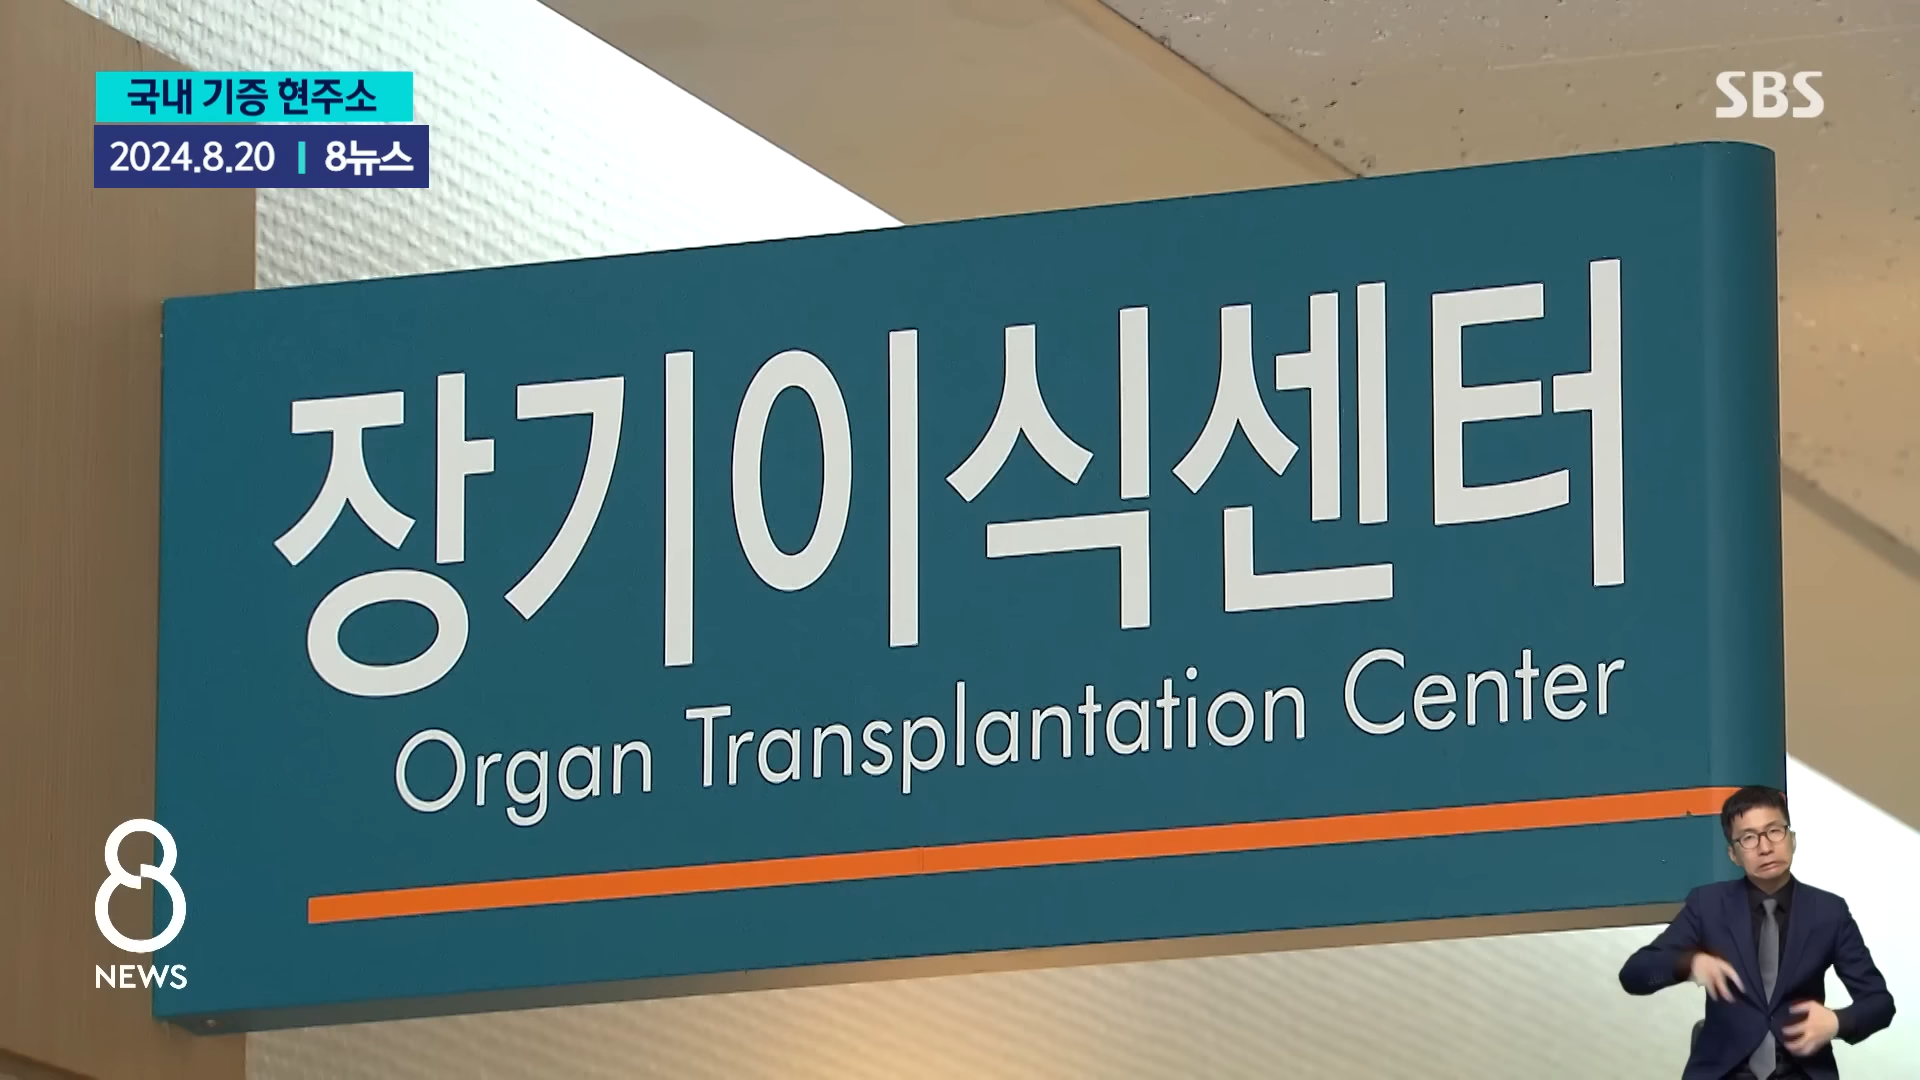 국내 기증 현주소
2024.8.20 | 8뉴스
SBS
장기이식센터
Organ Transplantation Center
8
NEWS